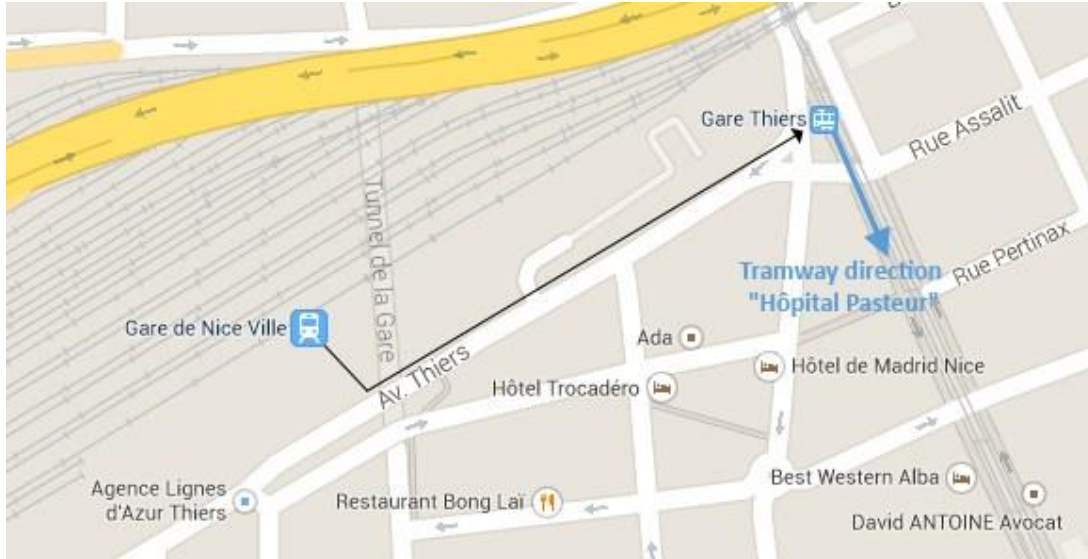 Gare Thiers
Rue Assalit
Tunnel de la Gare
Rue Pertinax
Tramway direction
"Hôpital Pasteur"
Gare de Nice Ville
Av. Thiers
Ada
Hôtel de Madrid Nice
Hôtel Trocadéro
Best Western Alba
Agence Lignes
d'Azur Thiers
Restaurant Bong Laï
David ANTOINE Avocat